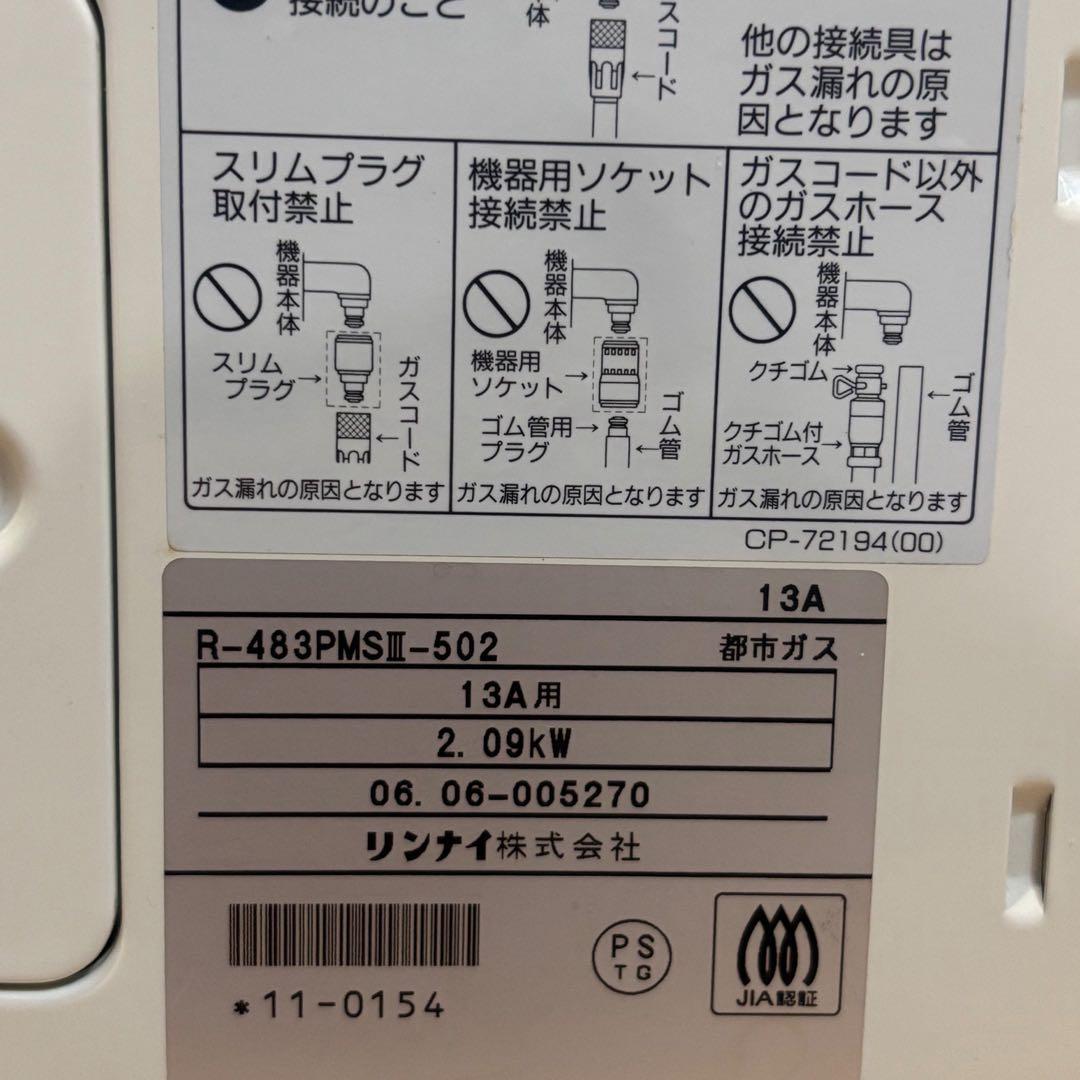 接続のこと
体
スコード
他の接続具は
ガス漏れの原
因となります
スリムプラグ
取付禁止
機器本体
スリム
プラグ
ガスコード
ガス漏れの原因となります
機器用ソケット
接続禁止
機器本体
機器用
ソケット
ゴム管用
プラグ
ゴム管
ガス漏れの原因となります
ガスコード以外
のガスホース
接続禁止
機器本体
クチゴム
ゴム管
クチゴム付
ガスホース
ガス漏れの原因となります
CP-72194(00)
13A
R-483PMSⅢ-502
都市ガス
13A用
2.09kW
06.06-005270
リンナイ株式会社
*11-0154
PS
TG
JIA認証